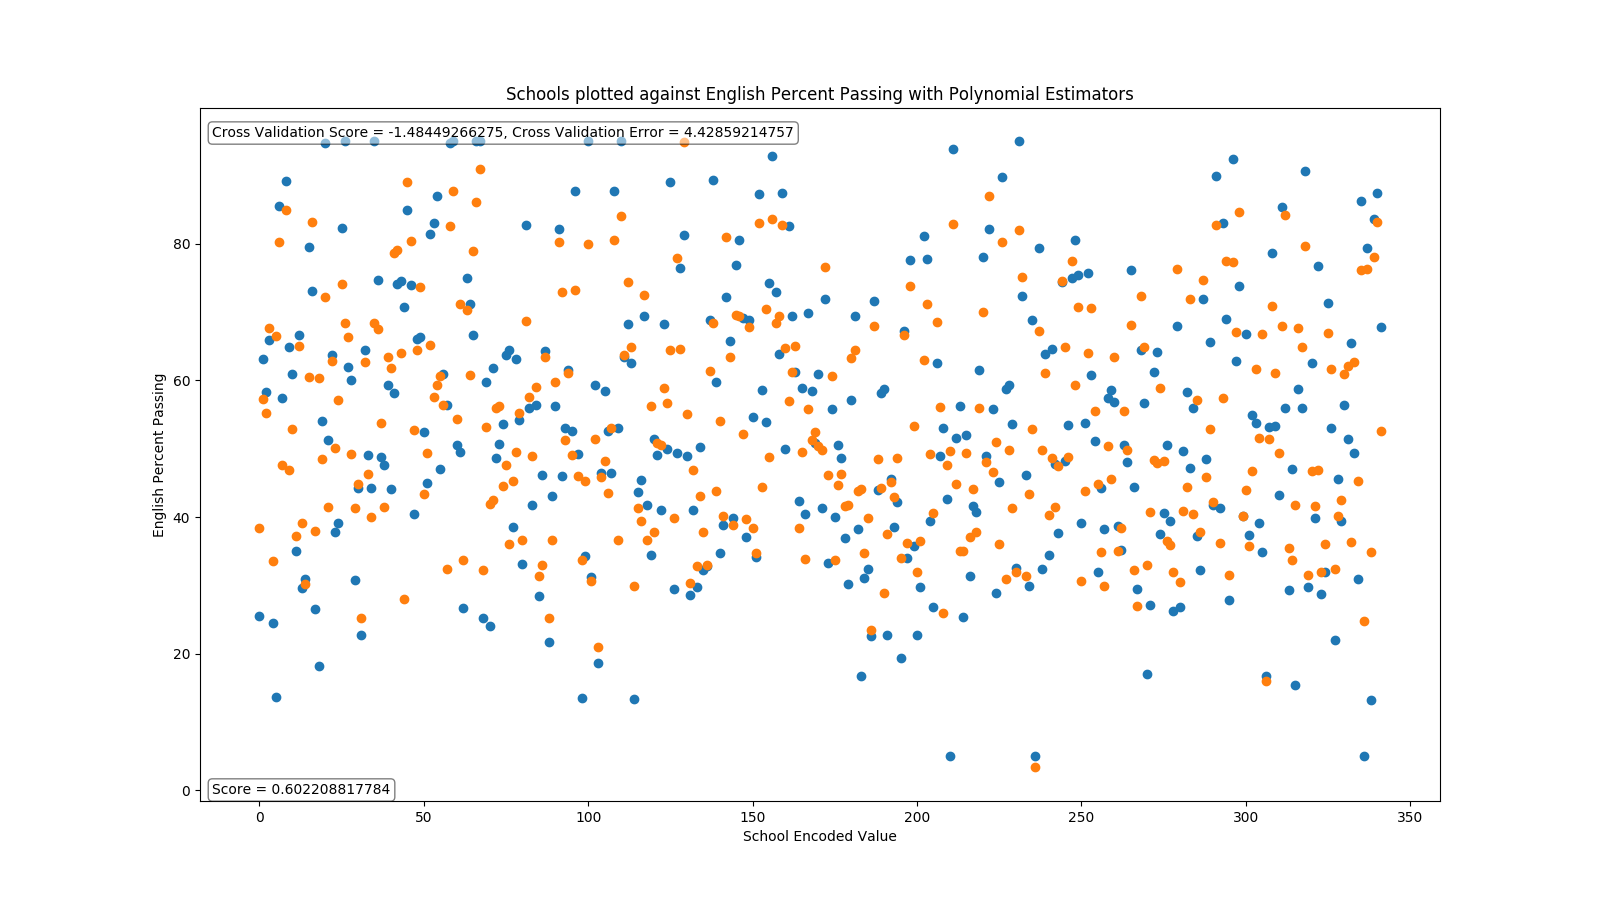 Schools plotted against English Percent Passing with Polynomial Estimators
Cross Validation Score = -1.48449266275, Cross Validation Error = 4.42859214757
80
60
40
20
0
English Percent Passing
Score = 0.602208817784
0 50 100 150 200 250 300 350
School Encoded Value